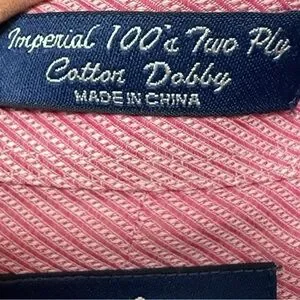 Imperial 100's Two Ply
Cotton Dobby
MADE IN CHINA